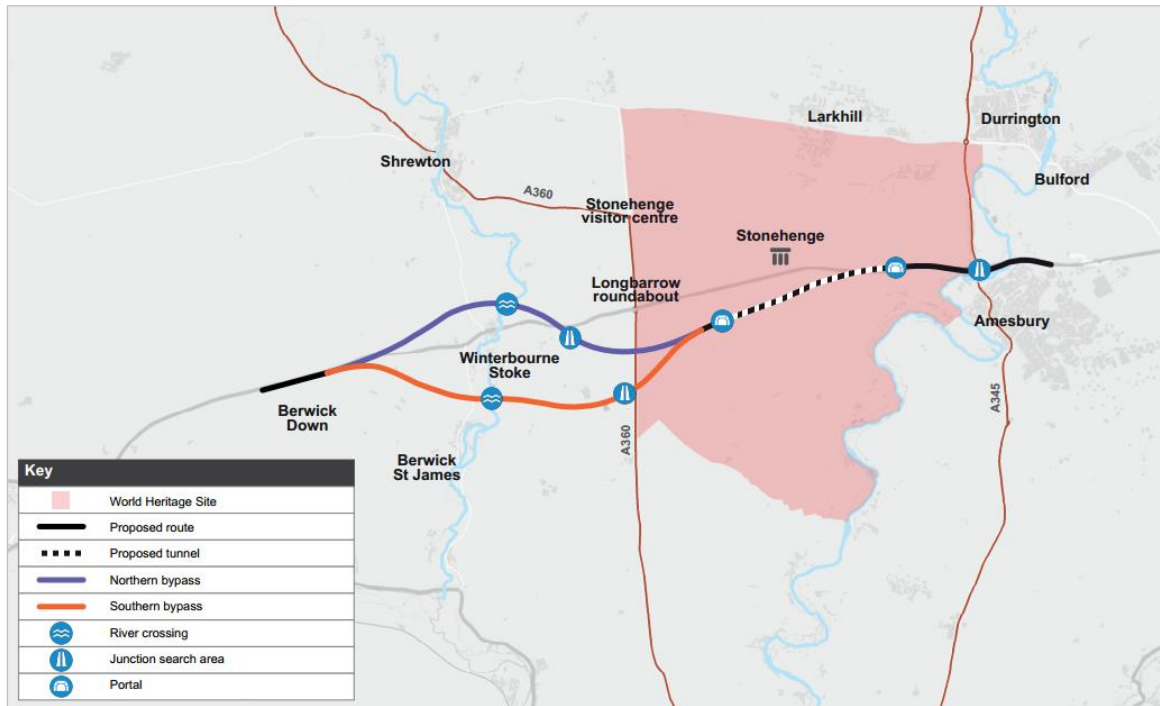 Larkhill
Durrington
Shrewton
Bulford
A360
Stonehenge
visitor centre
Stonehenge
Longbarrow
roundabout
Amesbury
Winterbourne
Stoke
Berwick
Down
A345
A360
Berwick
St James
Key
World Heritage Site
Proposed route
Proposed tunnel
Northern bypass
Southern bypass
River crossing
Junction search area
Portal